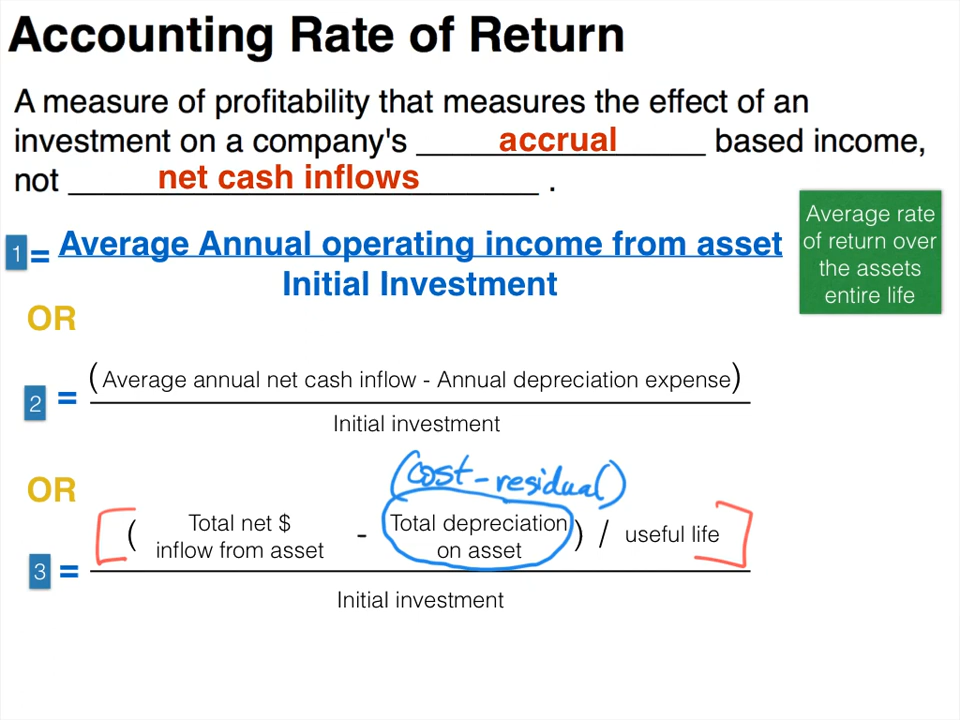 Accounting Rate of Return
A measure of profitability that measures the effect of an
investment on a company's accrual based income,
not net cash inflows .
Average rate
of return over
the assets
entire life
1 = Average Annual operating income from asset
Initial Investment
OR
2 = (Average annual net cash inflow - Annual depreciation expense)
Initial investment
OR
(cost-residual)
( Total net $ - Total depreciation ) / useful life
inflow from asset on asset
3 =
Initial investment